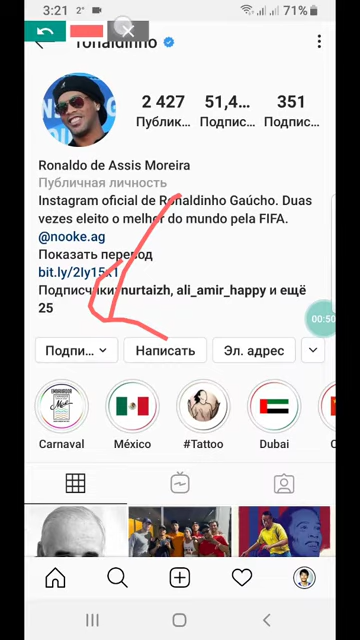 3:21 2° 71%
ronaldinho
2 427 51,4... 351
Публик... Подпис... Подпис...
Ronaldo de Assis Moreira
Публичная личность
Instagram oficial de Ronaldinho Gaúcho. Duas
vezes eleito o melhor do mundo pela FIFA.
@nooke.ag
Показать перевод
Подписчики: nurtaizh, ali_amir_happy и ещё
25
00:50
Подпи... Написать Эл. адрес
Carnaval México #Tattoo Dubai